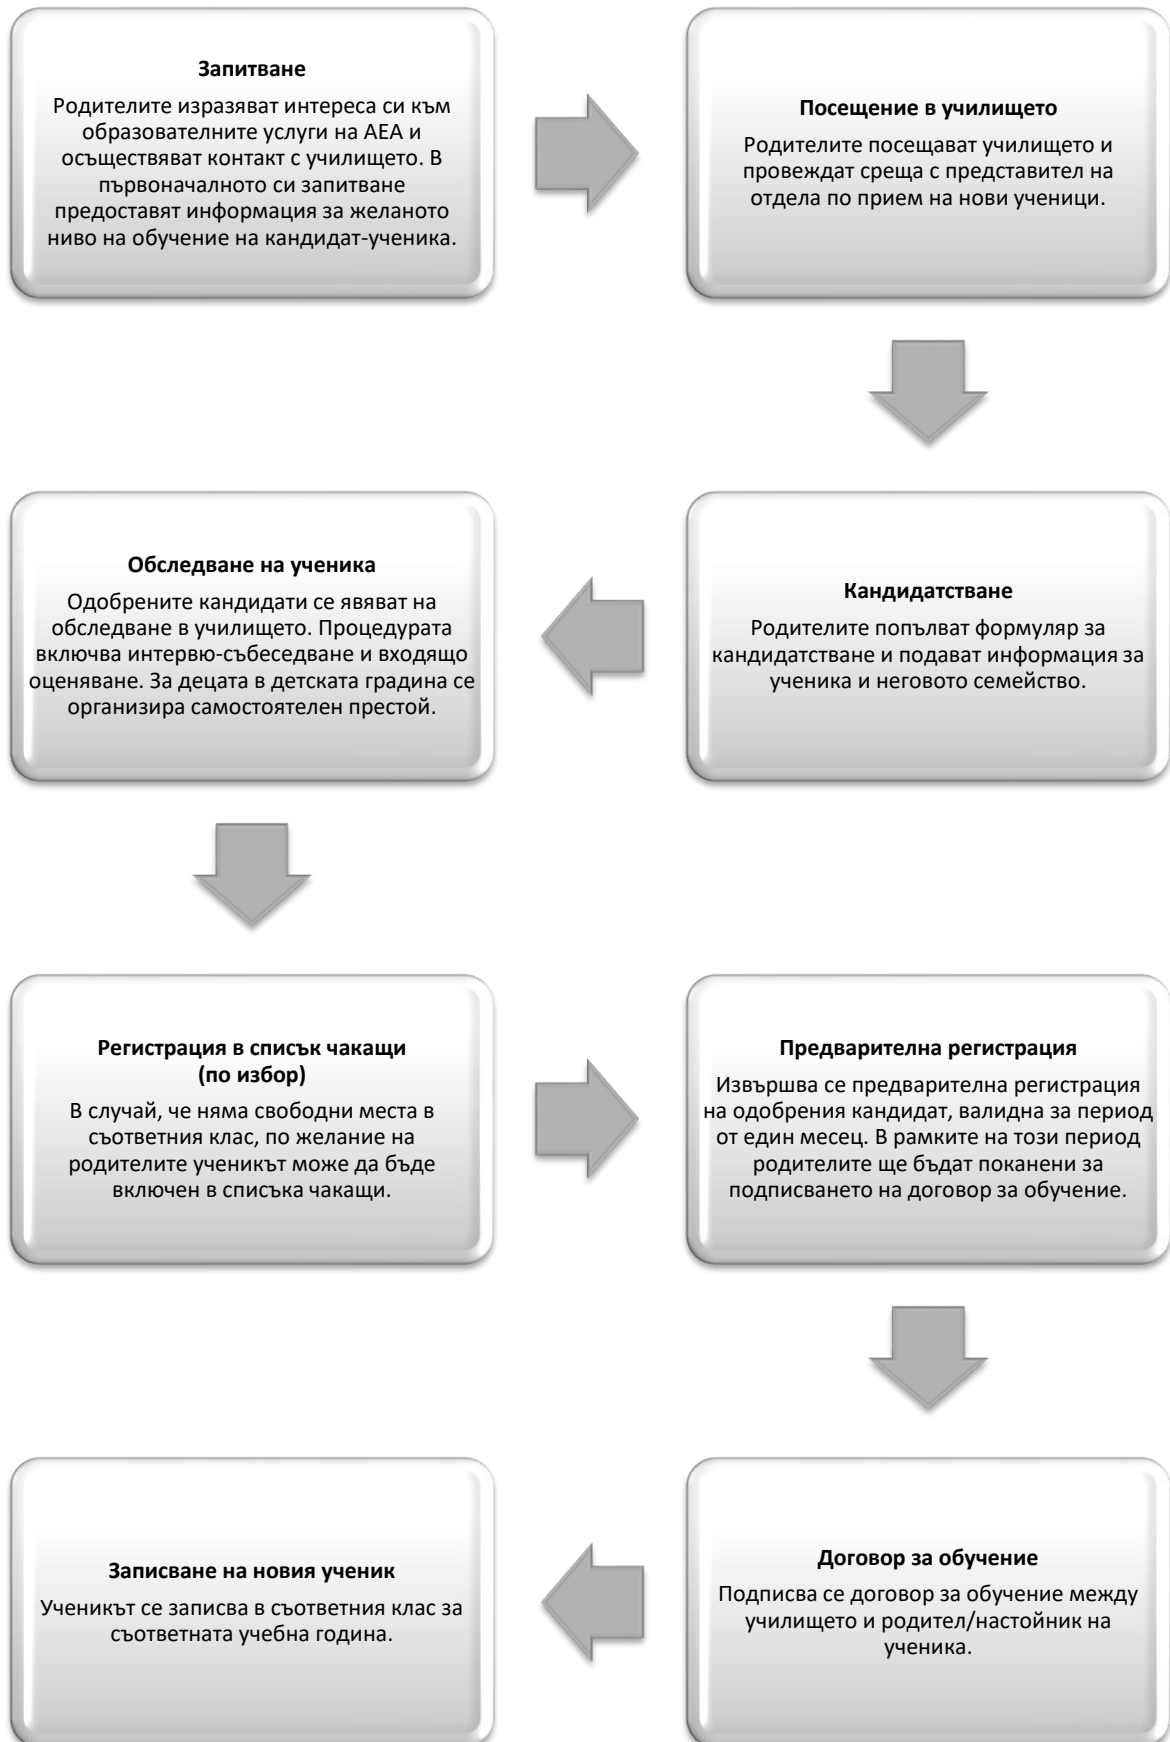 Запитване
Родителите изразяват интереса си към
образователните услуги на АЕА и
осъществяват контакт с училището. В
първоначалното си запитване
предоставят информация за желаното
ниво на обучение на кандидат-ученика.
Посещение в училището
Родителите посещават училището и
провеждат среща с представител на
отдела по прием на нови ученици.
Кандидатстване
Родителите попълват формуляр за
кандидатстване и подават информация за
ученика и неговото семейство.
Обследване на ученика
Одобрените кандидати се явяват на
обследване в училището. Процедурата
включва интервю-събеседване и входящо
оценяване. За децата в детската градина се
организира самостоятелен престой.
Регистрация в списък чакащи
(по избор)
В случай, че няма свободни места в
съответния клас, по желание на
родителите ученикът може да бъде
включен в списъка чакащи.
Предварителна регистрация
Извършва се предварителна регистрация
на одобрения кандидат, валидна за период
от един месец. В рамките на този период
родителите ще бъдат поканени за
подписването на договор за обучение.
Договор за обучение
Подписва се договор за обучение между
училището и родител/настойник на
ученика.
Записване на новия ученик
Ученикът се записва в съответния клас за
съответната учебна година.